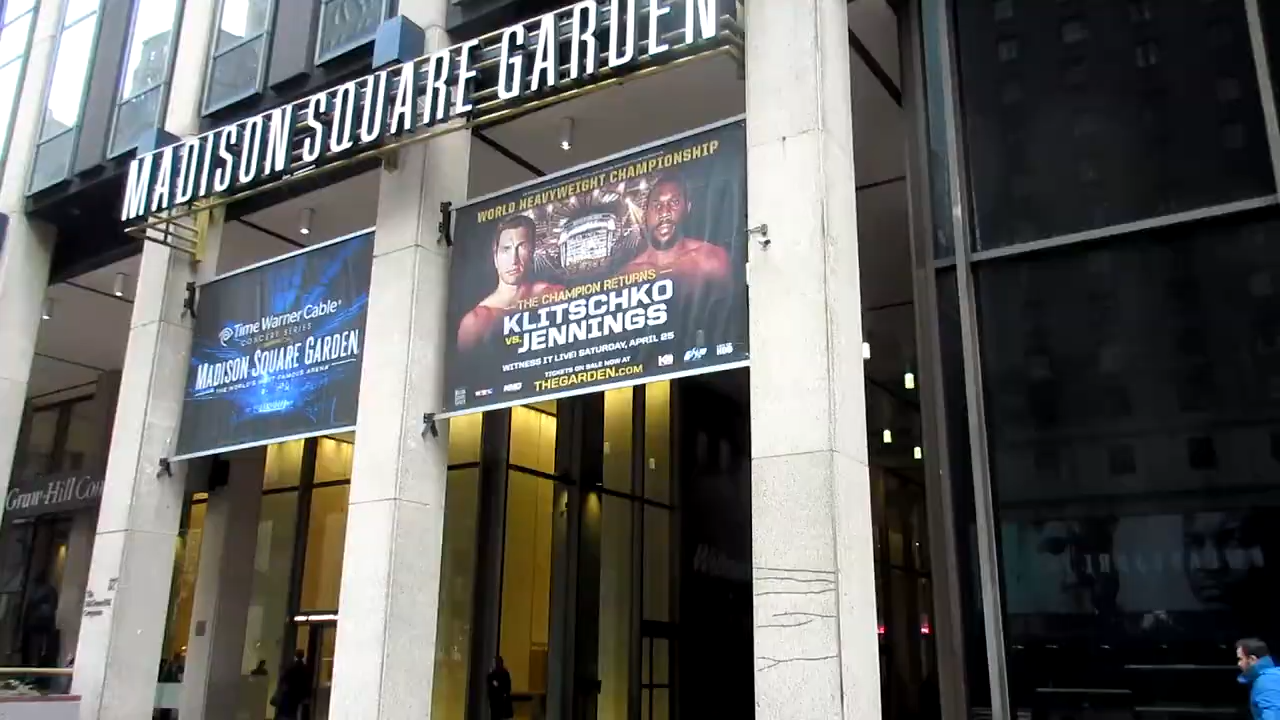 MADISON SQUARE GARDEN
WORLD HEAVYWEIGHT CHAMPIONSHIP
THE CHAMPION RETURNS
KLITSCHKO
VS. JENNINGS
WITNESS IT LIVE! SATURDAY, APRIL 25
TICKETS ON SALE NOW AT
THEGARDEN.COM
Time Warner Cable
CONCERT SERIES
MADISON SQUARE GARDEN
THE WORLD'S MOST FAMOUS ARENA
Graw-Hill Com